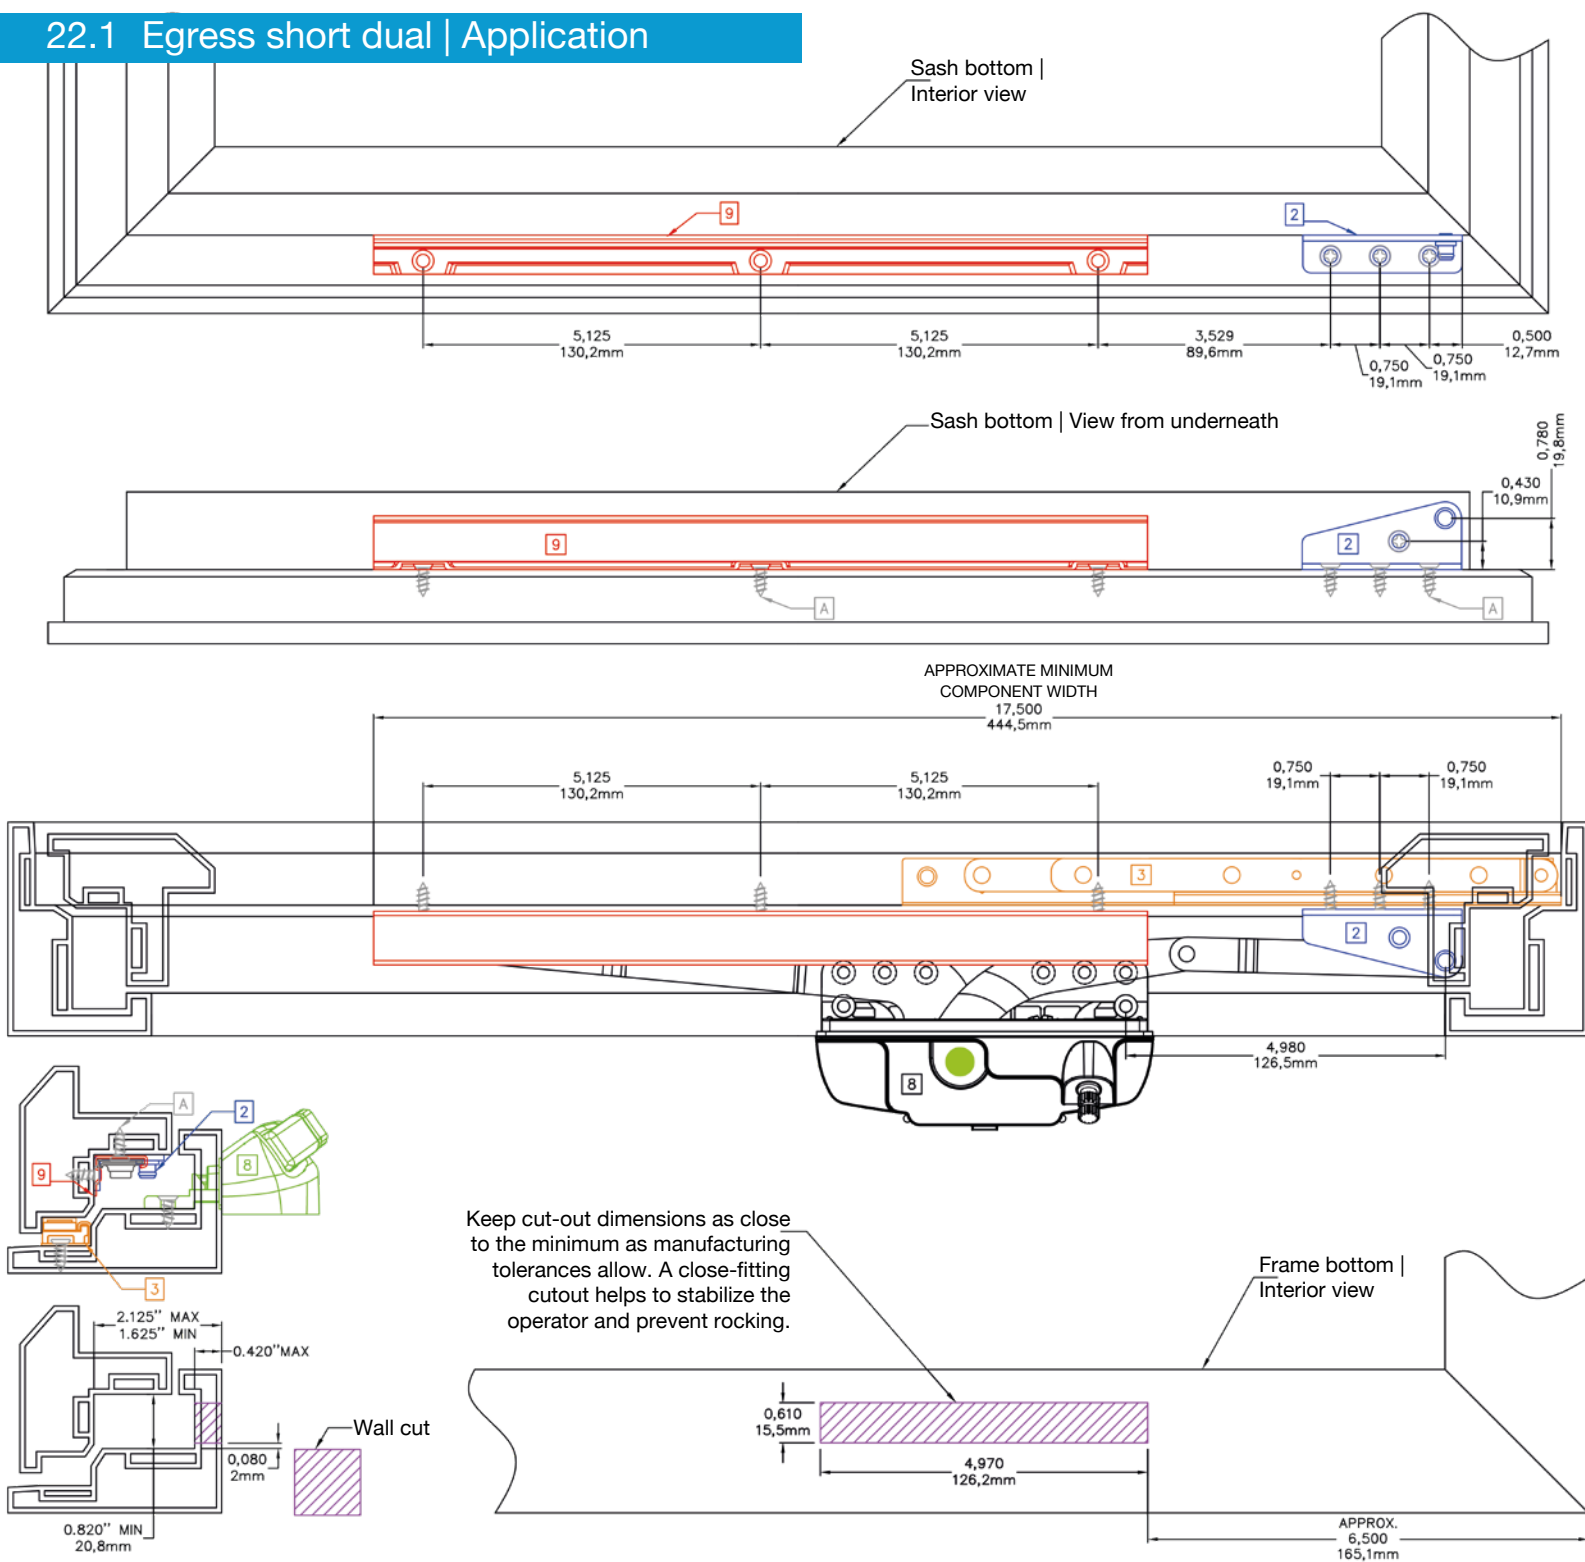 22.1 Egress short dual | Application
Sash bottom |
Interior view
9
2
5,125
130,2mm
5,125
130,2mm
3,529
89,6mm
0,500
12,7mm
0,750
19,1mm
0,750
19,1mm
Sash bottom | View from underneath
0,780
19,8mm
0,430
10,9mm
9
2
A
A
APPROXIMATE MINIMUM
COMPONENT WIDTH
17,500
444,5mm
5,125
130,2mm
5,125
130,2mm
0,750
19,1mm
0,750
19,1mm
3
2
4,980
126,5mm
8
A
2
9
8
3
Keep cut-out dimensions as close
to the minimum as manufacturing
tolerances allow. A close-fitting
cutout helps to stabilize the
operator and prevent rocking.
Frame bottom |
Interior view
2.125" MAX
1.625" MIN
0.420"MAX
Wall cut
0,080
2mm
0.820" MIN
20,8mm
0,610
15,5mm
4,970
126,2mm
APPROX.
6,500
165,1mm